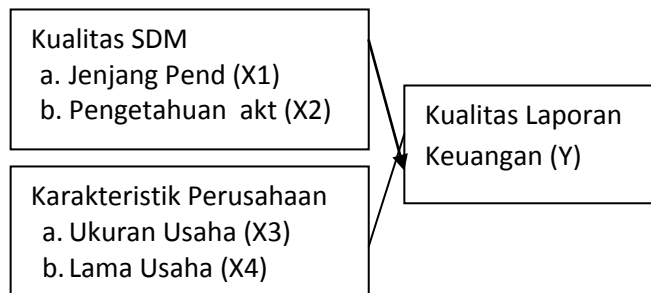 Kualitas SDM
a. Jenjang Pend (X1)
b. Pengetahuan akt (X2)
Kualitas Laporan
Keuangan (Y)
Karakteristik Perusahaan
a. Ukuran Usaha (X3)
b. Lama Usaha (X4)